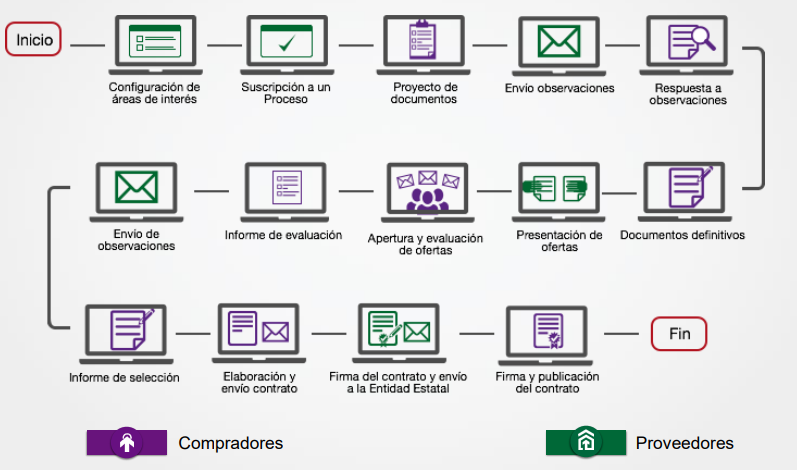 Inicio
Configuración de
áreas de interés
Suscripción a un
Proceso
Proyecto de
documentos
Envío observaciones
Respuesta a
observaciones
Envío de
observaciones
Informe de evaluación
Apertura y evaluación
de ofertas
Presentación de
ofertas
Documentos definitivos
Informe de selección
Elaboración y
envío contrato
Firma del contrato y envío
a la Entidad Estatal
Firma y publicación
del contrato
Fin
Compradores
Proveedores